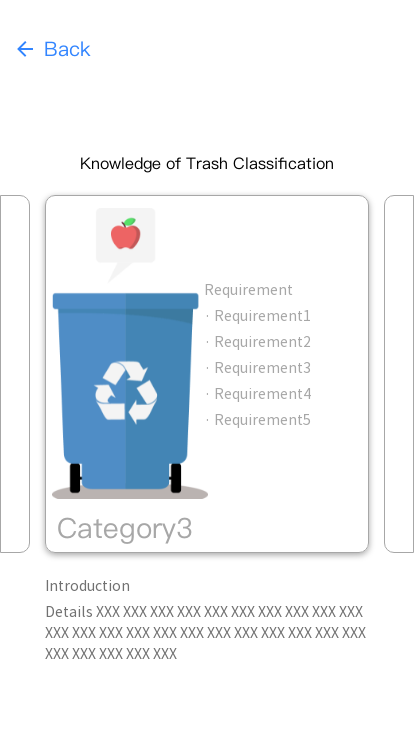 Back
Knowledge of Trash Classification
Requirement
· Requirement1
· Requirement2
· Requirement3
· Requirement4
· Requirement5
Category3
Introduction
Details XXX XXX XXX XXX XXX XXX XXX XXX XXX XXX
XXX XXX XXX XXX XXX XXX XXX XXX XXX XXX XXX XXX
XXX XXX XXX XXX XXX